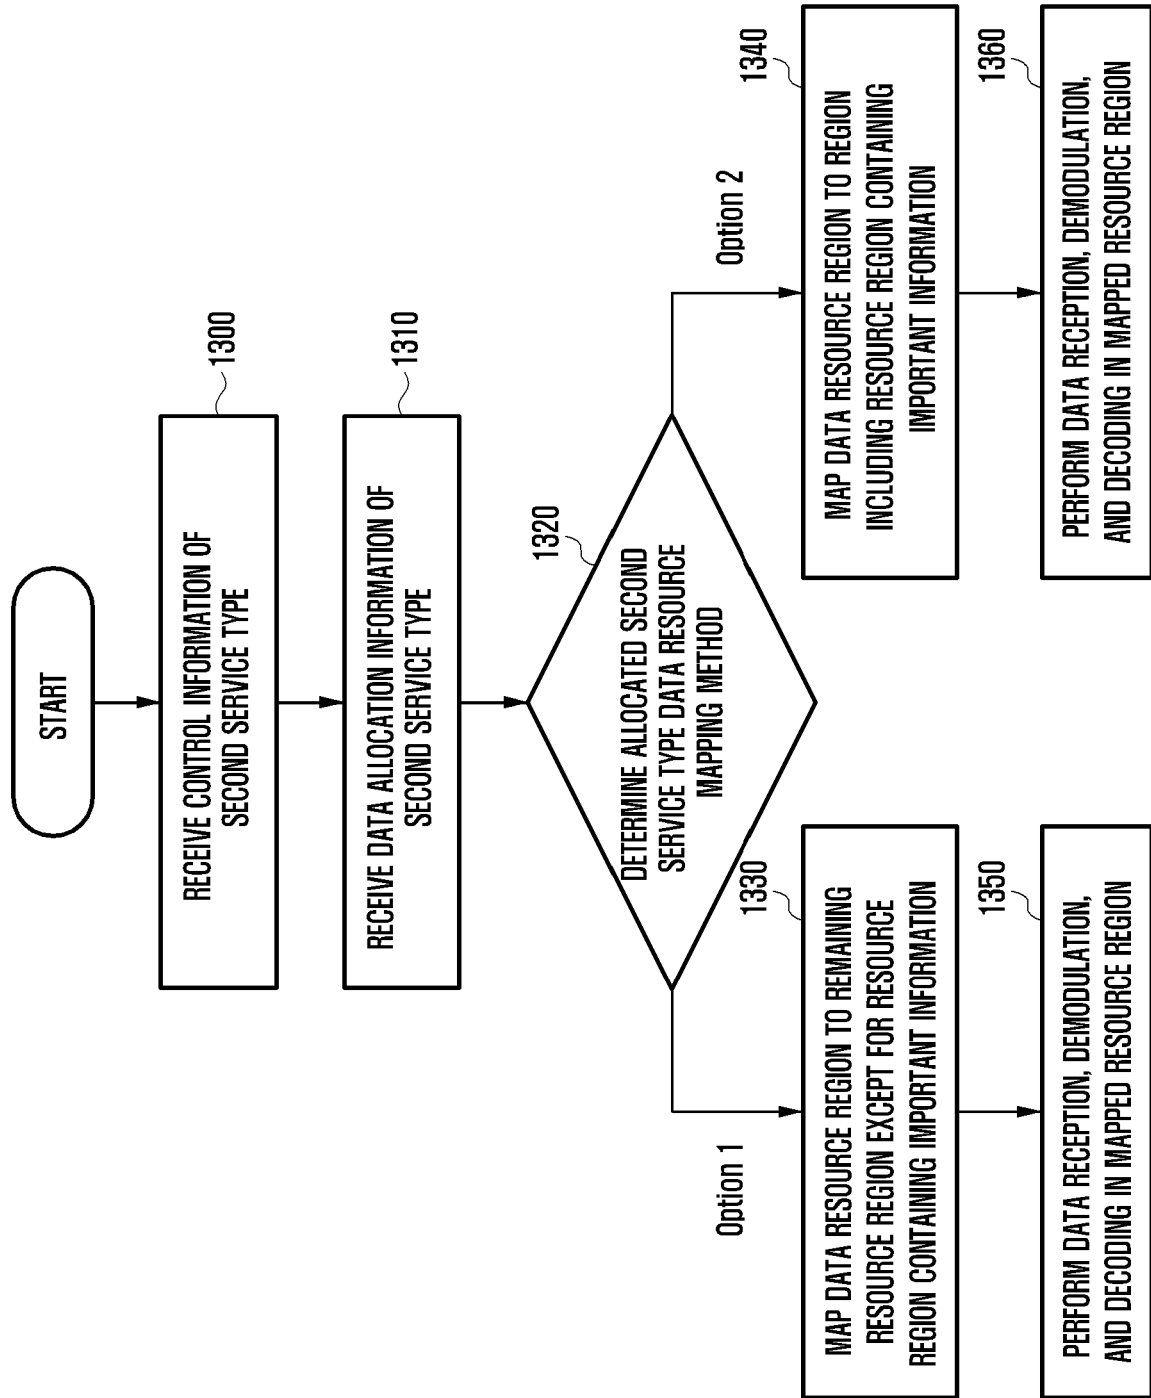 START
1300
RECEIVE CONTROL INFORMATION OF
SECOND SERVICE TYPE
1310
RECEIVE DATA ALLOCATION INFORMATION OF
SECOND SERVICE TYPE
1320
DETERMINE ALLOCATED SECOND
SERVICE TYPE DATA RESOURCE
MAPPING METHOD
Option 1
Option 2
1330
MAP DATA RESOURCE REGION TO REMAINING
RESOURCE REGION EXCEPT FOR RESOURCE
REGION CONTAINING IMPORTANT INFORMATION
1340
MAP DATA RESOURCE REGION TO REGION
INCLUDING RESOURCE REGION CONTAINING
IMPORTANT INFORMATION
1350
PERFORM DATA RECEPTION, DEMODULATION,
AND DECODING IN MAPPED RESOURCE REGION
1360
PERFORM DATA RECEPTION, DEMODULATION,
AND DECODING IN MAPPED RESOURCE REGION